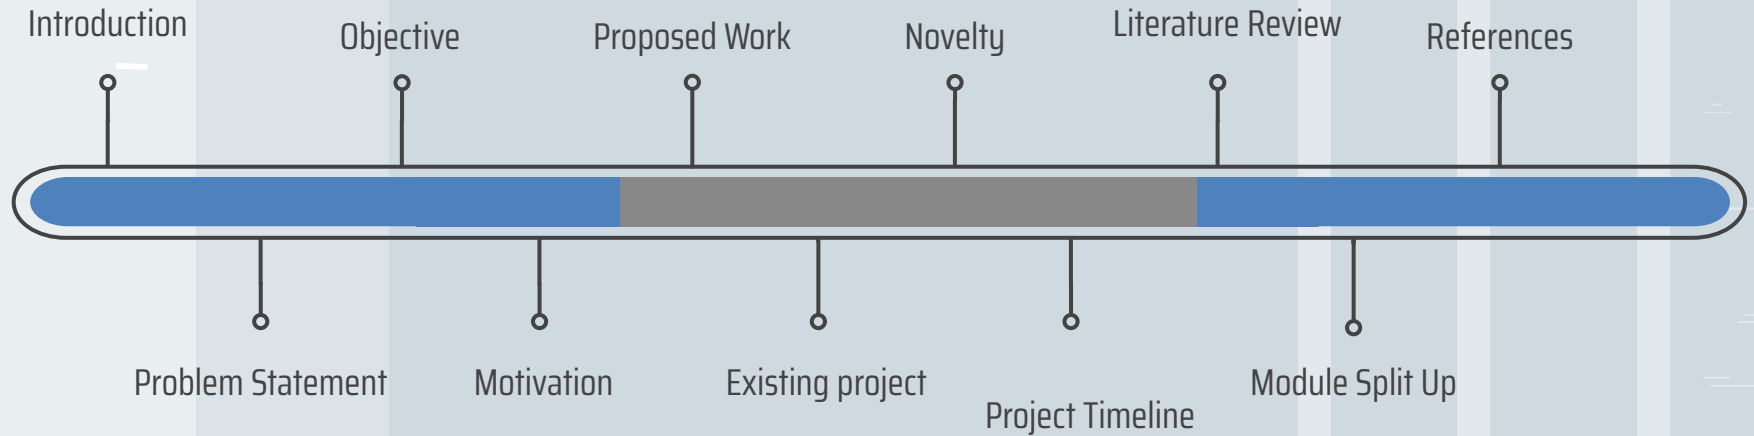 Introduction
Objective
Proposed Work
Novelty
Literature Review
References
Problem Statement
Motivation
Existing project
Project Timeline
Module Split Up